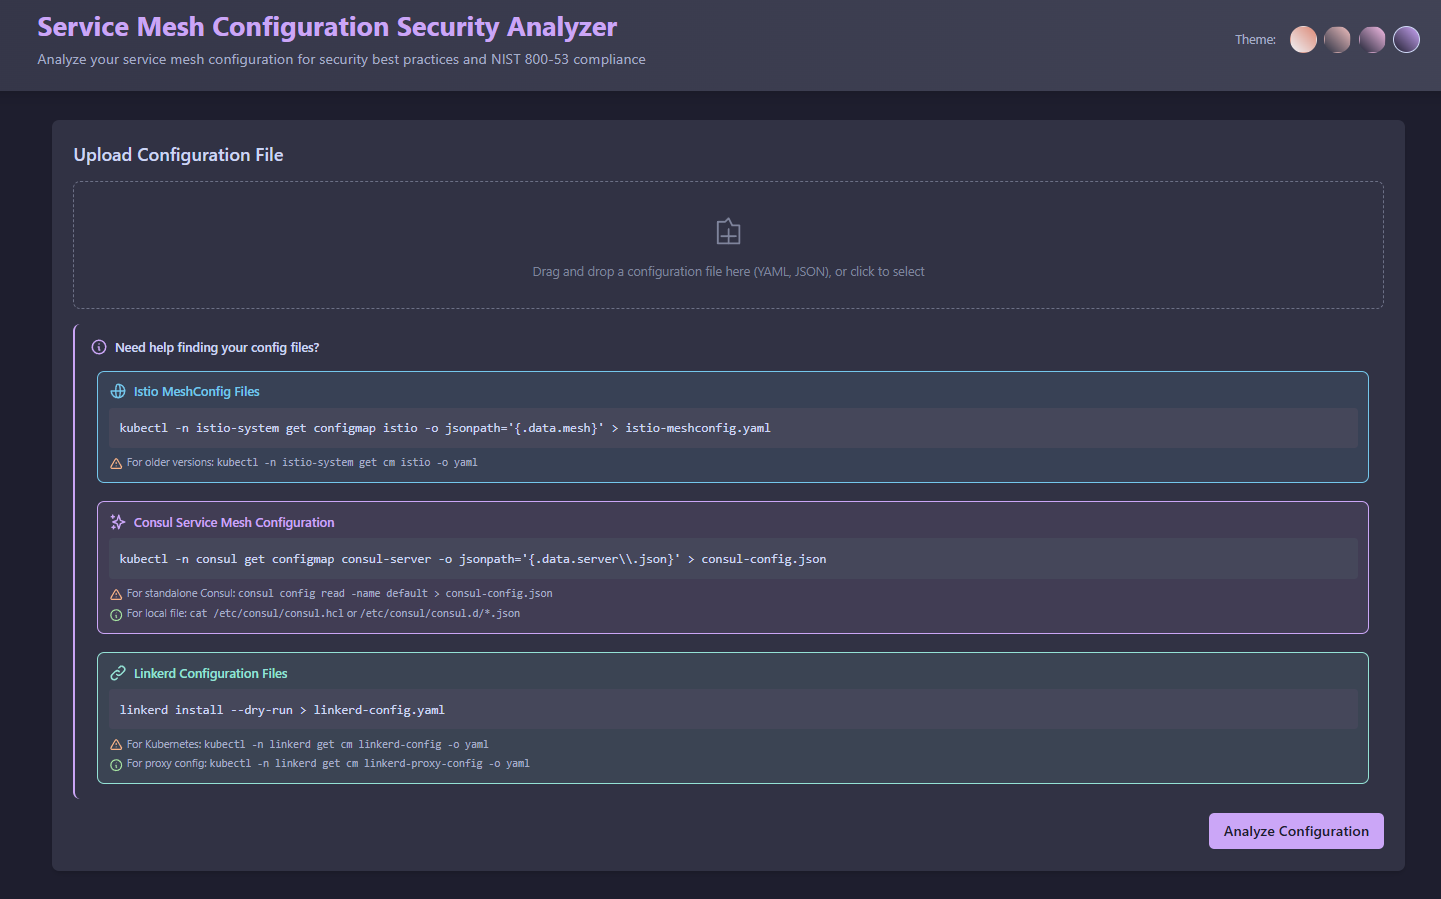 Service Mesh Configuration Security Analyzer
Analyze your service mesh configuration for security best practices and NIST 800-53 compliance
Theme:
Upload Configuration File
Drag and drop a configuration file here (YAML, JSON), or click to select
Need help finding your config files?
Istio MeshConfig Files
kubectl -n istio-system get configmap istio -o jsonpath='{.data.mesh}' > istio-meshconfig.yaml
For older versions: kubectl -n istio-system get cm istio -o yaml
Consul Service Mesh Configuration
kubectl -n consul get configmap consul-server -o jsonpath='{.data.server\\.json}' > consul-config.json
For standalone Consul: consul config read -name default > consul-config.json
For local file: cat /etc/consul/consul.hcl or /etc/consul/consul.d/*.json
Linkerd Configuration Files
linkerd install --dry-run > linkerd-config.yaml
For Kubernetes: kubectl -n linkerd get cm linkerd-config -o yaml
For proxy config: kubectl -n linkerd get cm linkerd-proxy-config -o yaml
Analyze Configuration